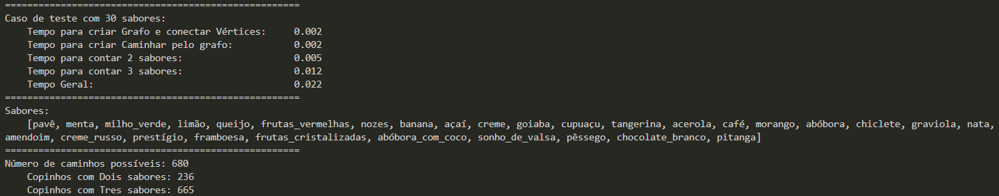 =====================================================
Caso de teste com 30 sabores:
    Tempo para criar Grafo e conectar Vértices:     0.002
    Tempo para criar Caminhar pelo grafo:           0.002
    Tempo para contar 2 sabores:                    0.005
    Tempo para contar 3 sabores:                    0.012
    Tempo Geral:                                    0.022
=====================================================
Sabores:
    [pavê, menta, milho_verde, limão, queijo, frutas_vermelhas, nozes, banana, açaí, creme, goiaba, cupuaçu, tangerina, acerola, café, morango, abóbora, chiclete, graviola, nata,
amendoim, creme_russo, prestígio, framboesa, frutas_cristalizadas, abóbora_com_coco, sonho_de_valsa, pêssego, chocolate_branco, pitanga]
=====================================================
Número de caminhos possíveis: 680
    Copinhos com Dois sabores: 236
    Copinhos com Tres sabores: 665